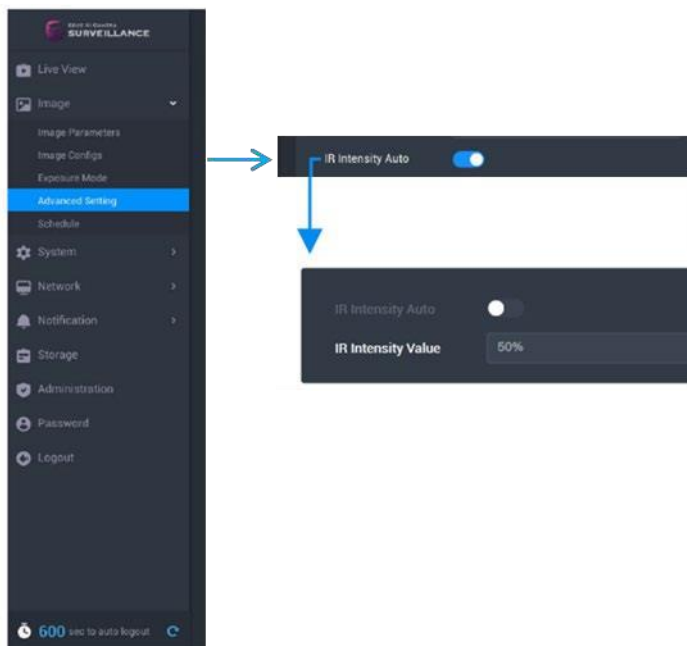 SURVEILLANCE
Live View
Image
Image Parameters
Image Configs
Exposure Mode
Advanced Setting
Schedule
System
Network
Notification
Storage
Administration
Password
Logout
600 sec to auto logout
IR Intensity Auto
IR Intensity Auto
IR Intensity Value
50%